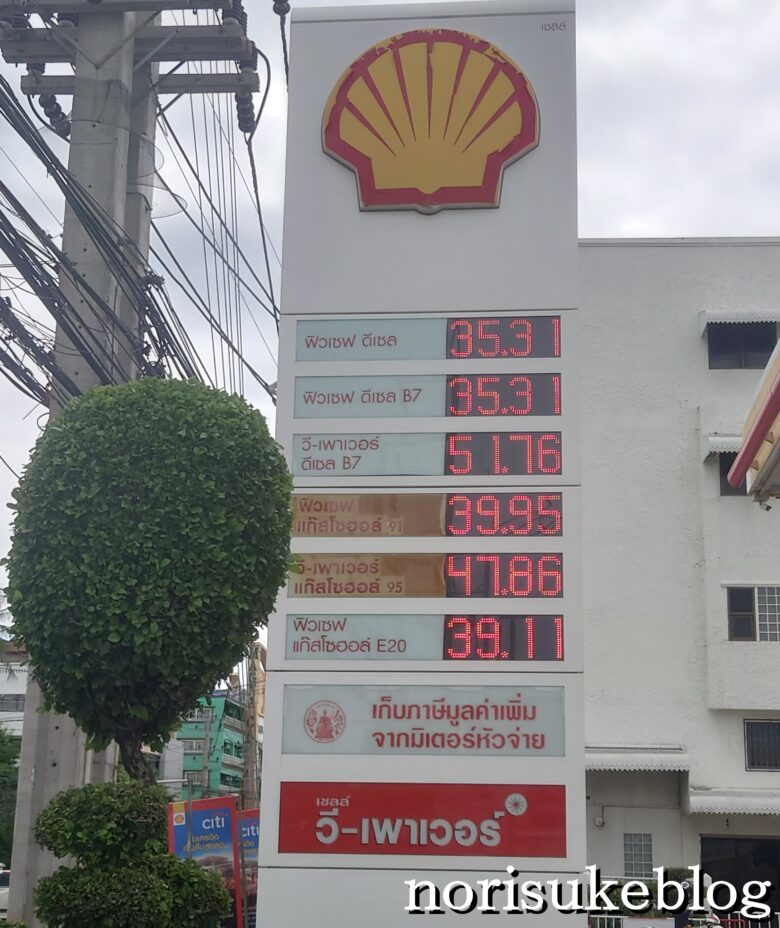 เชลล์
ฟิวเซฟ ดีเซล 35.31
ฟิวเซฟ ดีเซล B7 35.31
วี-เพาเวอร์
ดีเซล B7 51.76
ฟิวเซฟ
แก๊สโซฮอล์ 91 39.95
วี-เพาเวอร์
แก๊สโซฮอล์ 95 47.86
ฟิวเซฟ
แก๊สโซฮอล์ E20 39.11
เก็บภาษีมูลค่าเพิ่ม
จากมิเตอร์หัวจ่าย
เชลล์
วี-เพาเวอร์
citi
norisukeblog